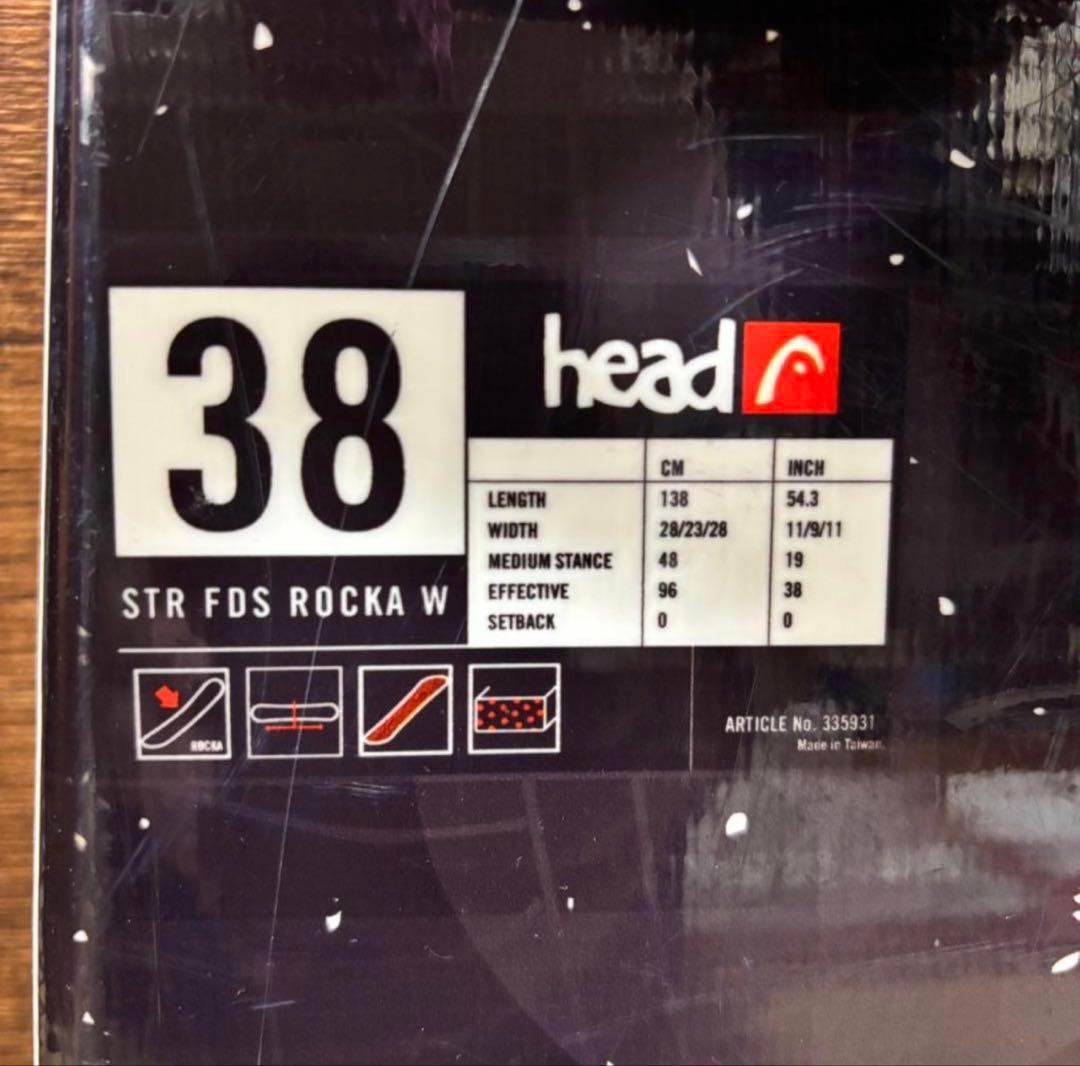 38
head
CM INCH
LENGTH 138 54.3
WIDTH 28/23/28 11/9/11
MEDIUM STANCE 48 19
EFFECTIVE 96 38
SETBACK 0 0
STR FDS ROCKA W
ROCKA
ARTICLE No. 335931
Made in Taiwan.